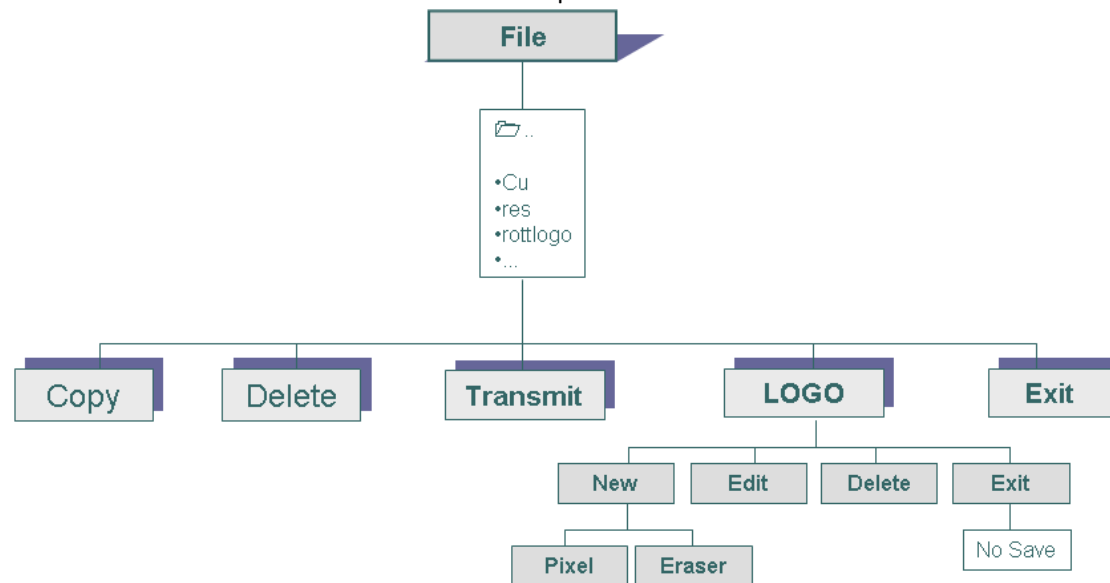 File
..
•Cu
•res
•rottlogo
•...
Copy
Delete
Transmit
LOGO
Exit
New
Edit
Delete
Exit
Pixel
Eraser
No Save